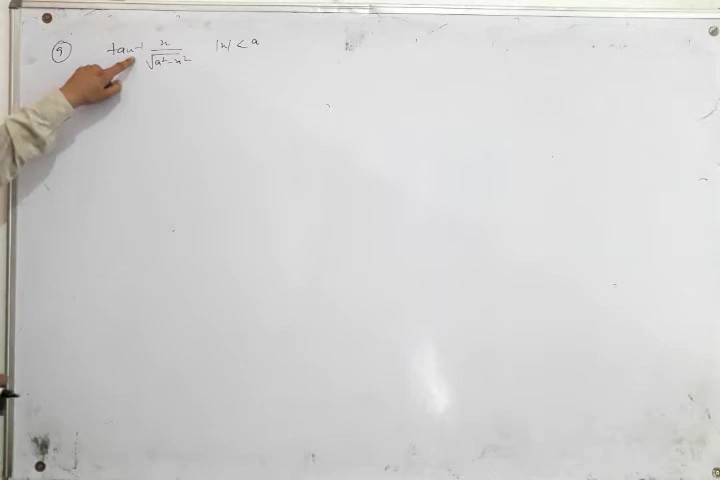 9 tan⁻¹ x/√(a²-x²) |x| < a